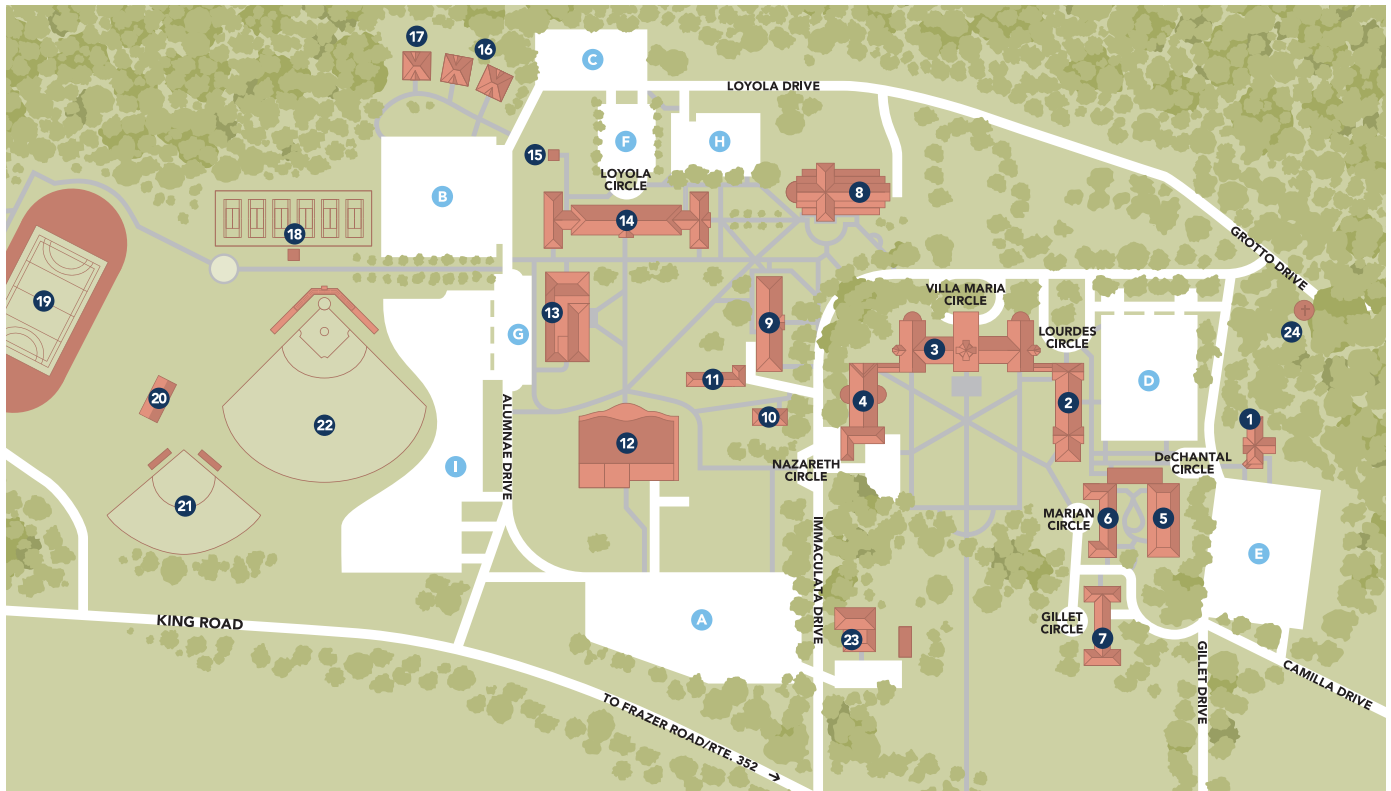 17
16
C
LOYOLA DRIVE
F
H
15
LOYOLA
CIRCLE
B
8
14
18
GROTTO DRIVE
19
VILLA MARIA
CIRCLE
24
13
9
G
LOURDES
CIRCLE
3
11
D
20
4
2
10
1
22
ALUMNAE DRIVE
12
I
NAZARETH
CIRCLE
DeCHANTAL
CIRCLE
21
MARIAN
CIRCLE
6
5
IMMACULATA DRIVE
E
KING ROAD
A
23
GILLET
CIRCLE
7
GILLET DRIVE
CAMILLA DRIVE
TO FRAZER ROAD/RTE. 352 →